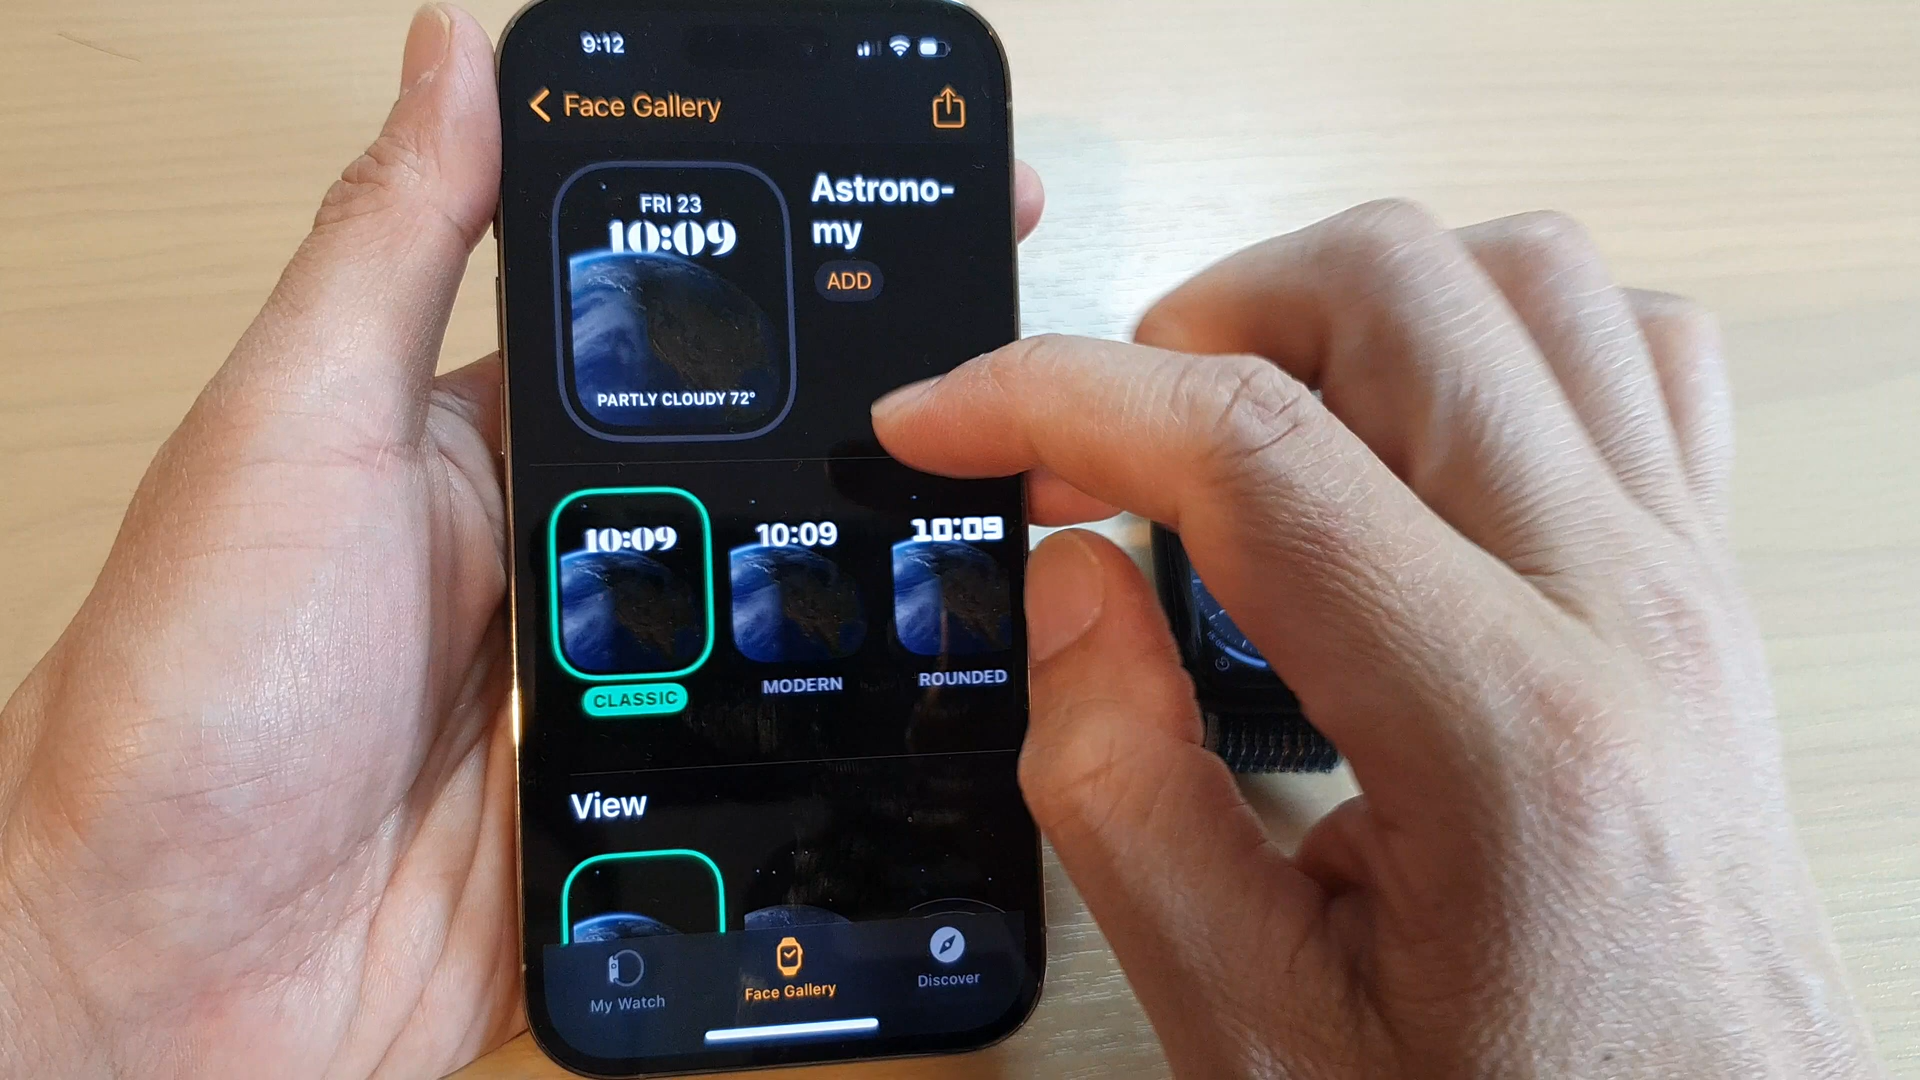 9:12
Face Gallery
FRI 23
10:09
PARTLY CLOUDY 72°
Astrono-
my
ADD
10:09
10:09
10:09
CLASSIC
MODERN
ROUNDED
View
My Watch
Face Gallery
Discover